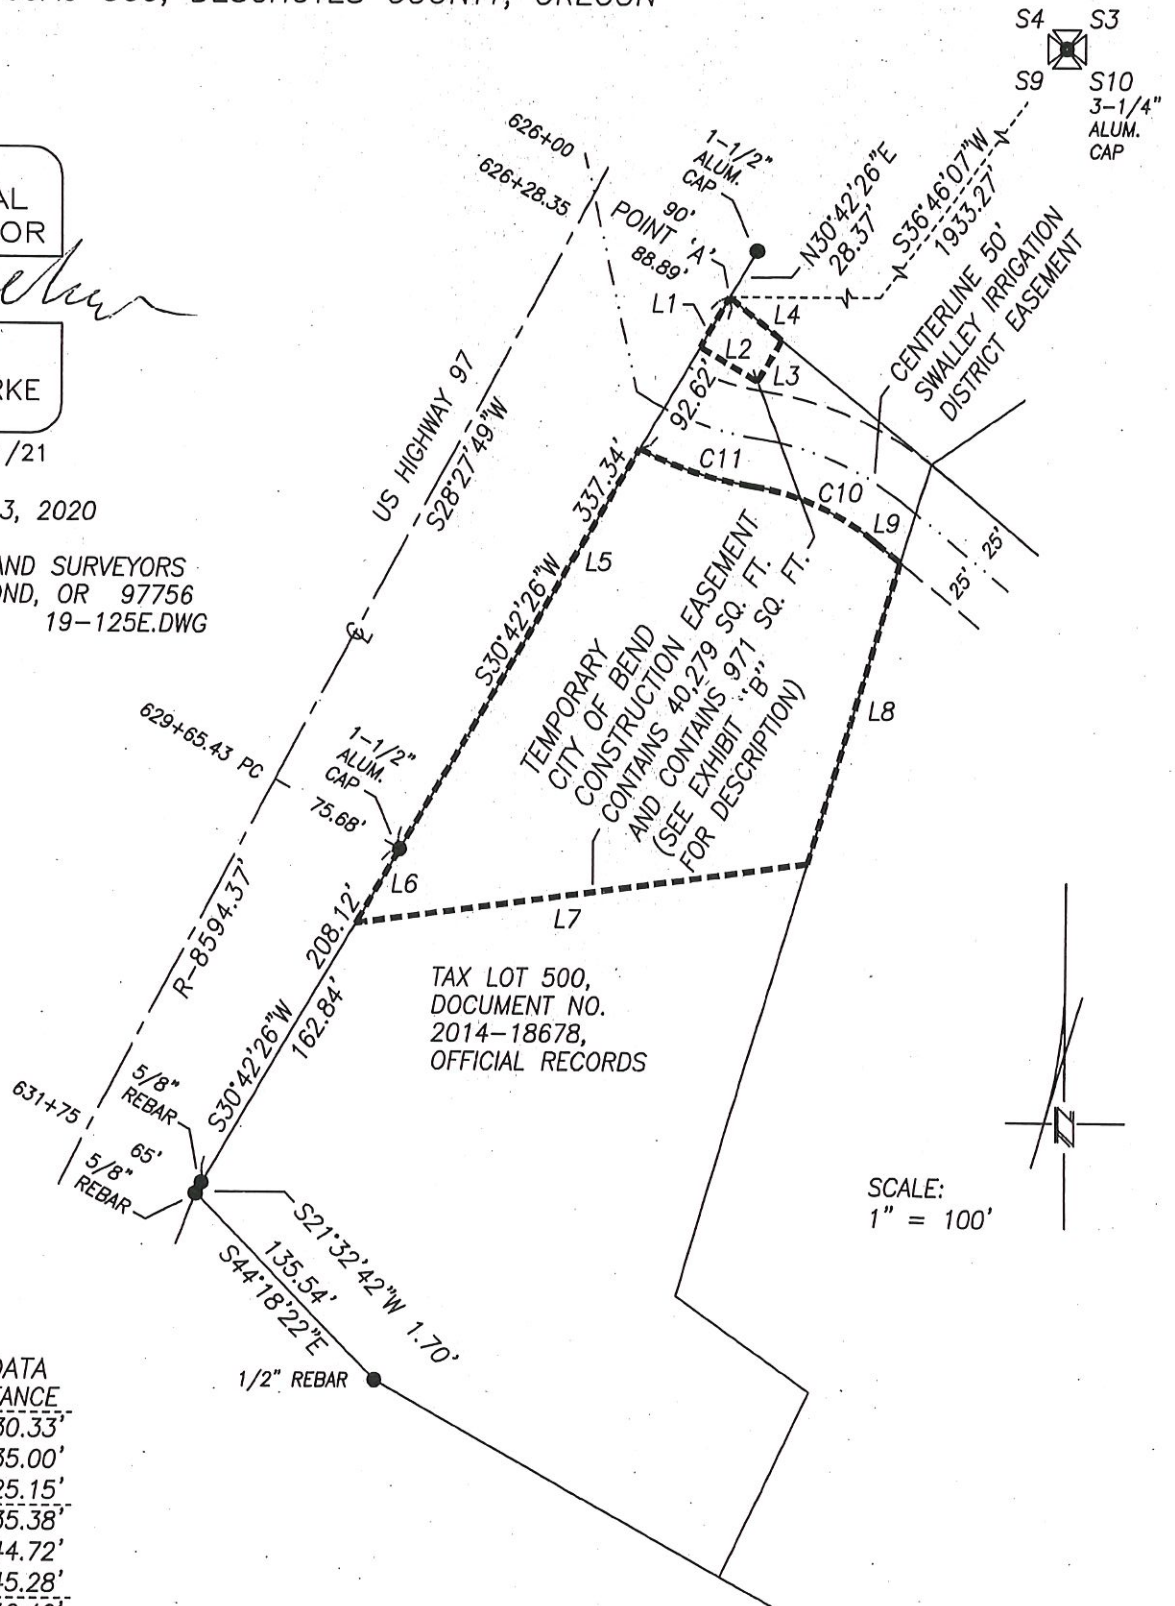 DESCHUTES COUNTY, OREGON
S4 S3
S9 S10
3-1/4"
ALUM.
CAP
626+00
626+28.35
1-1/2"
ALUM.
CAP
90'
POINT 'A'
88.89'
N30°42'26"E
28.37'
S36°46'07"W
1933.27'
CENTERLINE 50'
SWALLEY IRRIGATION
DISTRICT EASEMENT
L1
L2
L3
L4
92.62'
AL
OR
RKE
/21
3, 2020
AND SURVEYORS
OND, OR 97756
19-125E.DWG
US HIGHWAY 97
S28°27'49"W
337.34'
S30°42'26"W
L5
C11
C10
L9
25'
25'
L8
TEMPORARY
CITY OF BEND
CONSTRUCTION EASEMENT
CONTAINS 40,279 SQ. FT.
AND CONTAINS 971 SQ. FT.
(SEE EXHIBIT "B"
FOR DESCRIPTION)
629+65.43 PC
1-1/2"
ALUM.
CAP
75.68'
L6
L7
R-8594.37'
208.12'
S30°42'26"W
162.84'
TAX LOT 500,
DOCUMENT NO.
2014-18678,
OFFICIAL RECORDS
631+75
5/8"
REBAR
65'
5/8"
REBAR
S21°32'42"W 1.70'
135.54'
S44°18'22"E
1/2" REBAR
SCALE:
1" = 100'
DATA
TANCE
30.33'
35.00'
25.15'
35.38'
44.72'
45.28'